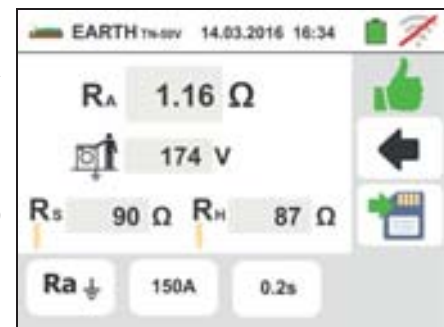 EARTH TN-50V 14.03.2016 16:34
RA 1.16 Ω
174 V
RS 90 Ω RH 87 Ω
Ra 150A 0.2s